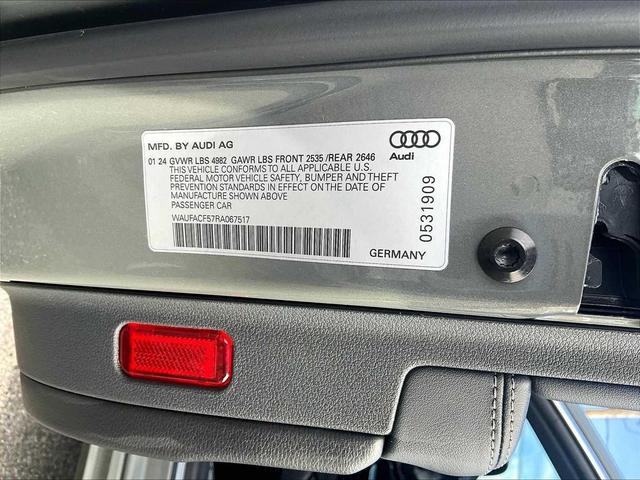 MFD. BY AUDI AG
01 24 GVWR LBS 4982 GAWR LBS FRONT 2535 /REAR 2646
THIS VEHICLE CONFORMS TO ALL APPLICABLE U.S.
FEDERAL MOTOR VEHICLE SAFETY, BUMPER AND THEFT
PREVENTION STANDARDS IN EFFECT ON THE DATE OF
MANUFACTURE SHOWN ABOVE
PASSENGER CAR
WAUFACF57RA067517
Audi
0531909
GERMANY